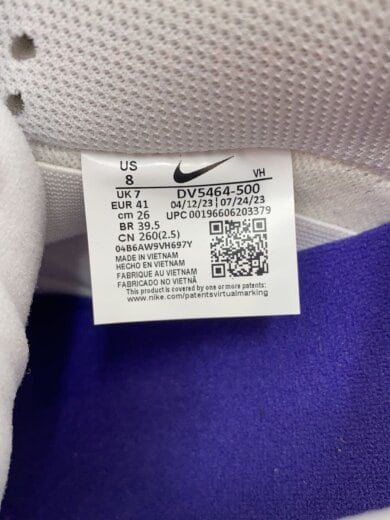 US
8
VH
UK 7
DV5464-500
EUR 41
04/12/23 | 07/24/23
cm 26
UPC 00196606203379
BR 39.5
CN 260(2.5)
04B6AW9VH697Y
MADE IN VIETNAM
HECHO EN VIETNAM
FABRIQUE AU VIETNAM
FABRICADO NO VIETNÃ
This product is covered by one or more patents:
www.nike.com/patentsvirtualmarking